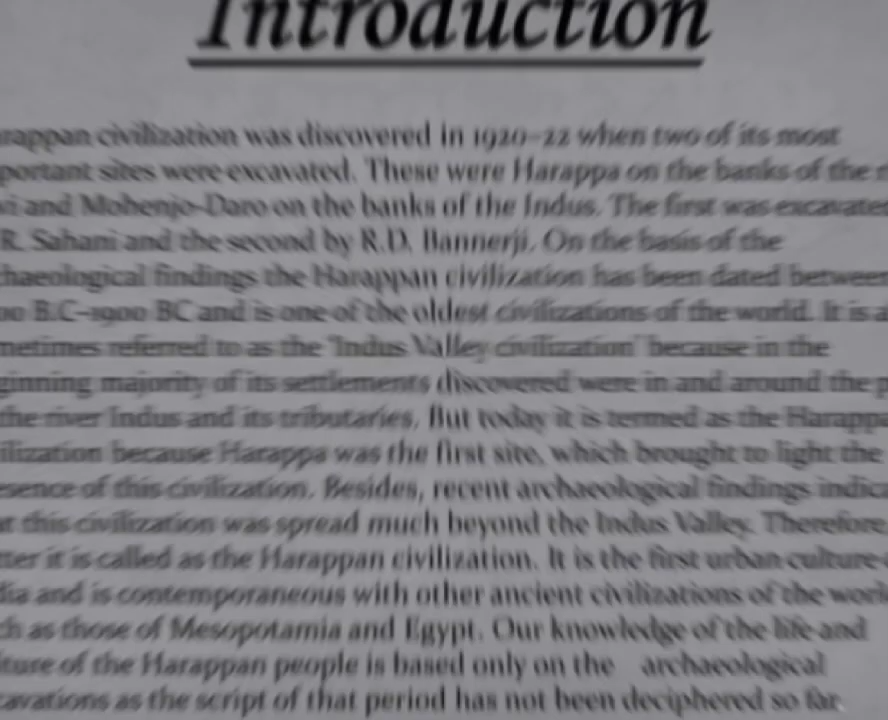 Introduction
rappan civilization was discovered in 1920-22 when two of its most
portant sites were excavated. These were Harappa on the banks of the r
vi and Mohenjo-Daro on the banks of the Indus. The first was excavate
R. Sahani and the second by R.D. Bannerji. On the basis of the
haeological findings the Harappan civilization has been dated between
00 B.C-1900 BC and is one of the oldest civilizations of the world. It is a
metimes referred to as the 'Indus Valley civilization' because in the
ginning majority of its settlements discovered were in and around the p
the river Indus and its tributaries. But today it is termed as the Harappa
ilization because Harappa was the first site, which brought to light the
esence of this civilization. Besides, recent archaeological findings indica
t this civilization was spread much beyond the Indus Valley. Therefore
tter it is called as the Harappan civilization. It is the first urban culture
dia and is contemporaneous with other ancient civilizations of the worl
ch as those of Mesopotamia and Egypt. Our knowledge of the life and
lture of the Harappan people is based only on the archaeological
cavations as the script of that period has not been deciphered so far.